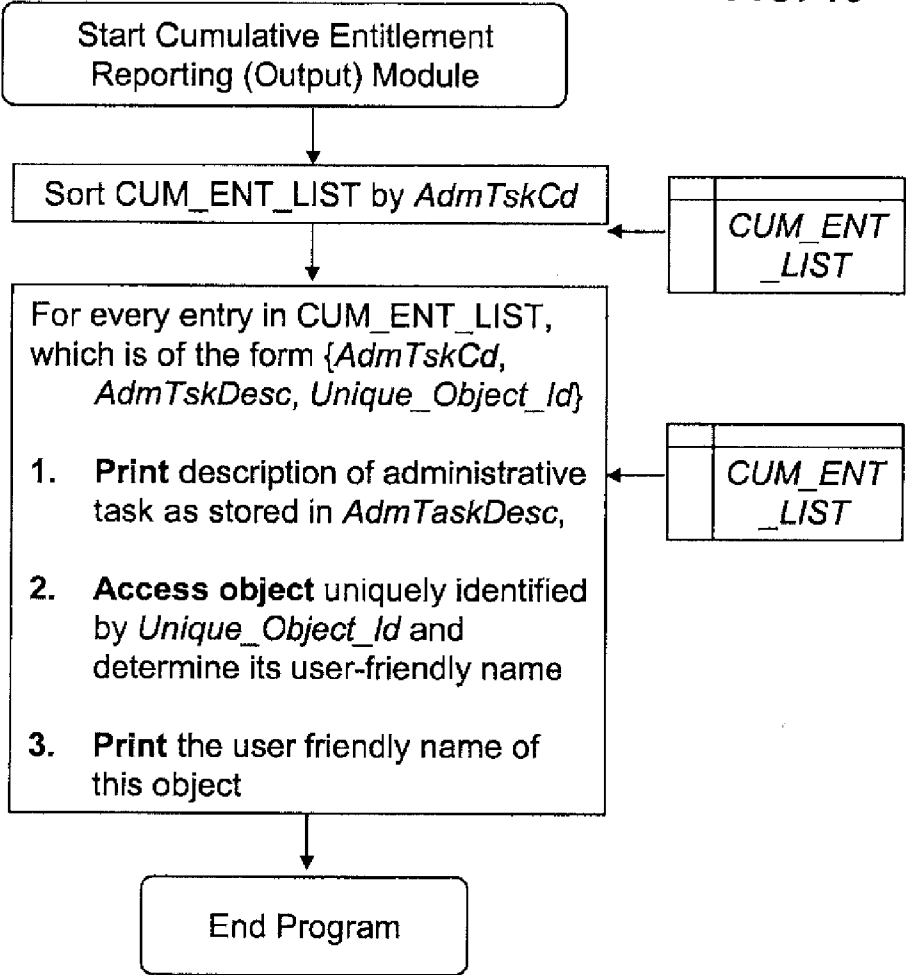 Start Cumulative Entitlement
Reporting (Output) Module
Sort CUM_ENT_LIST by AdmTskCd
CUM_ENT
_LIST
For every entry in CUM_ENT_LIST,
which is of the form {AdmTskCd,
AdmTskDesc, Unique_Object_Id}
1. Print description of administrative
task as stored in AdmTaskDesc,
CUM_ENT
_LIST
2. Access object uniquely identified
by Unique_Object_Id and
determine its user-friendly name
3. Print the user friendly name of
this object
End Program